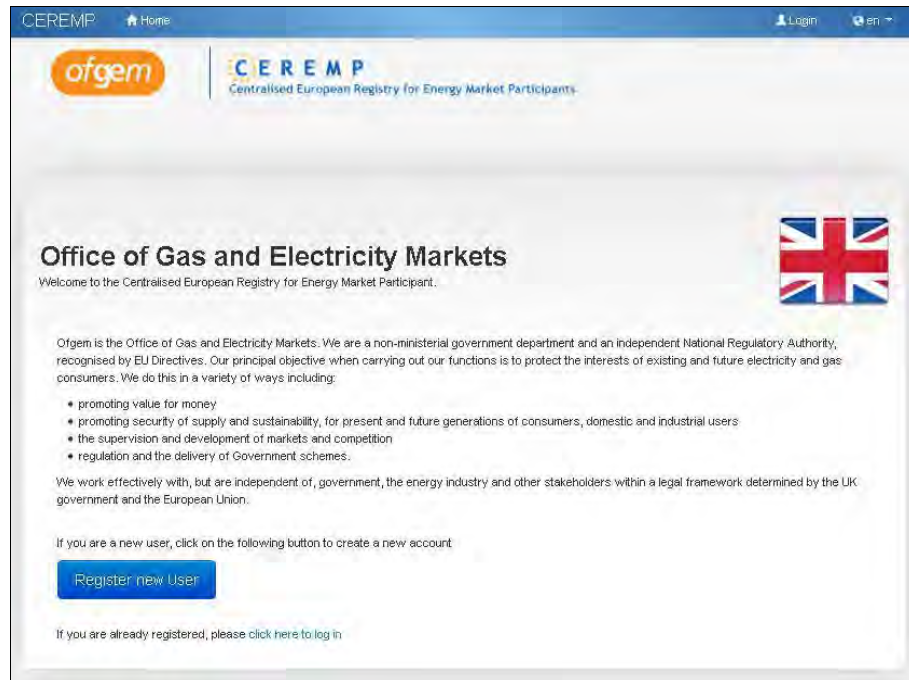 CEREMP Home Login en
ofgem
CEREMP
Centralised European Registry for Energy Market Participants
Office of Gas and Electricity Markets
Welcome to the Centralised European Registry for Energy Market Participant.
Ofgem is the Office of Gas and Electricity Markets. We are a non-ministerial government department and an independent National Regulatory Authority,
recognised by EU Directives. Our principal objective when carrying out our functions is to protect the interests of existing and future electricity and gas
consumers. We do this in a variety of ways including:
• promoting value for money
• promoting security of supply and sustainability, for present and future generations of consumers, domestic and industrial users
• the supervision and development of markets and competition
• regulation and the delivery of Government schemes.
We work effectively with, but are independent of, government, the energy industry and other stakeholders within a legal framework determined by the UK
government and the European Union.
If you are a new user, click on the following button to create a new account
Register new User
If you are already registered, please click here to log in